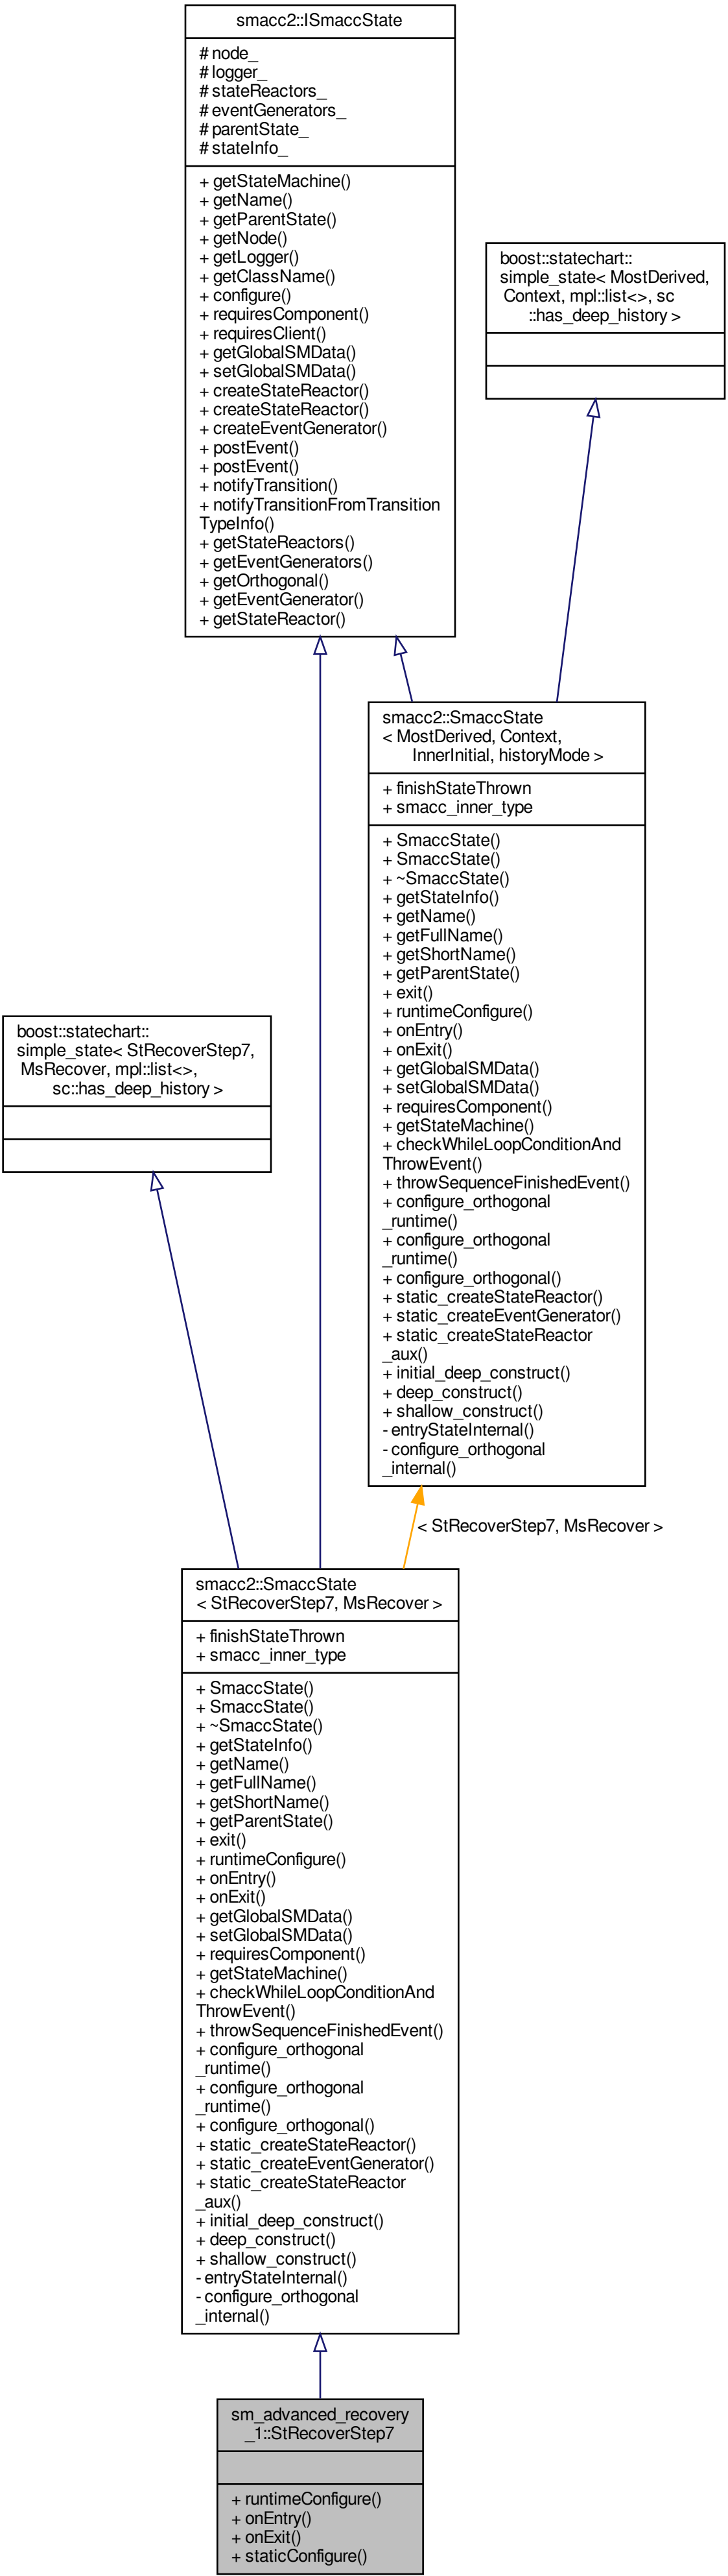 smacc2::ISmaccState
# node_
# logger_
# stateReactors_
# eventGenerators_
# parentState_
# stateInfo_
+ getStateMachine()
+ getName()
+ getParentState()
+ getNode()
+ getLogger()
+ getClassName()
+ configure()
+ requiresComponent()
+ requiresClient()
+ getGlobalSMData()
+ setGlobalSMData()
+ createStateReactor()
+ createStateReactor()
+ createEventGenerator()
+ postEvent()
+ postEvent()
+ notifyTransition()
+ notifyTransitionFromTransition
TypeInfo()
+ getStateReactors()
+ getEventGenerators()
+ getOrthogonal()
+ getEventGenerator()
+ getStateReactor()
boost::statechart::
simple_state< MostDerived,
Context, mpl::list<>, sc
::has_deep_history >
smacc2::SmaccState
< MostDerived, Context,
InnerInitial, historyMode >
+ finishStateThrown
+ smacc_inner_type
+ SmaccState()
+ SmaccState()
+ ~SmaccState()
+ getStateInfo()
+ getName()
+ getFullName()
+ getShortName()
+ getParentState()
+ exit()
+ runtimeConfigure()
+ onEntry()
+ onExit()
+ getGlobalSMData()
+ setGlobalSMData()
+ requiresComponent()
+ getStateMachine()
+ checkWhileLoopConditionAnd
ThrowEvent()
+ throwSequenceFinishedEvent()
+ configure_orthogonal
_runtime()
+ configure_orthogonal
_runtime()
+ configure_orthogonal()
+ static_createStateReactor()
+ static_createEventGenerator()
+ static_createStateReactor
_aux()
+ initial_deep_construct()
+ deep_construct()
+ shallow_construct()
- entryStateInternal()
- configure_orthogonal
_internal()
boost::statechart::
simple_state< StRecoverStep7,
MsRecover, mpl::list<>,
sc::has_deep_history >
< StRecoverStep7, MsRecover >
smacc2::SmaccState
< StRecoverStep7, MsRecover >
+ finishStateThrown
+ smacc_inner_type
+ SmaccState()
+ SmaccState()
+ ~SmaccState()
+ getStateInfo()
+ getName()
+ getFullName()
+ getShortName()
+ getParentState()
+ exit()
+ runtimeConfigure()
+ onEntry()
+ onExit()
+ getGlobalSMData()
+ setGlobalSMData()
+ requiresComponent()
+ getStateMachine()
+ checkWhileLoopConditionAnd
ThrowEvent()
+ throwSequenceFinishedEvent()
+ configure_orthogonal
_runtime()
+ configure_orthogonal
_runtime()
+ configure_orthogonal()
+ static_createStateReactor()
+ static_createEventGenerator()
+ static_createStateReactor
_aux()
+ initial_deep_construct()
+ deep_construct()
+ shallow_construct()
- entryStateInternal()
- configure_orthogonal
_internal()
sm_advanced_recovery
_1::StRecoverStep7
+ runtimeConfigure()
+ onEntry()
+ onExit()
+ staticConfigure()